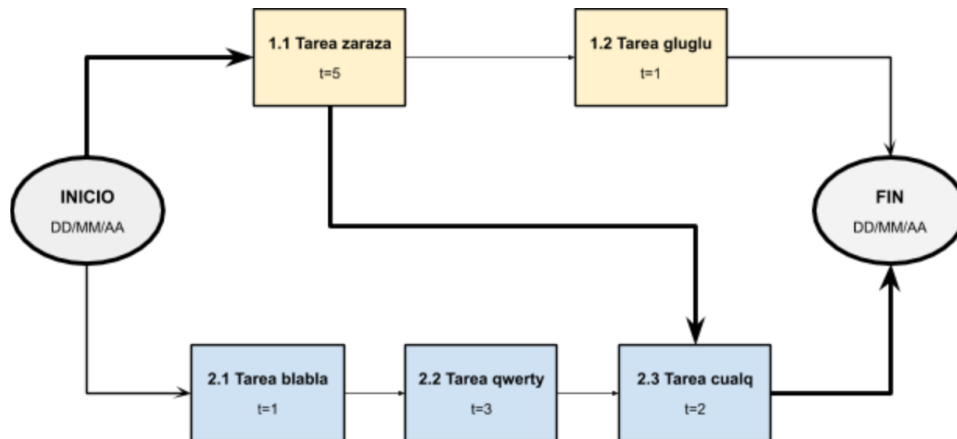 1.1 Tarea zaraza
t=5
1.2 Tarea gluglu
t=1
INICIO
DD/MM/AA
FIN
DD/MM/AA
2.1 Tarea blabla
t=1
2.2 Tarea qwerty
t=3
2.3 Tarea cualq
t=2